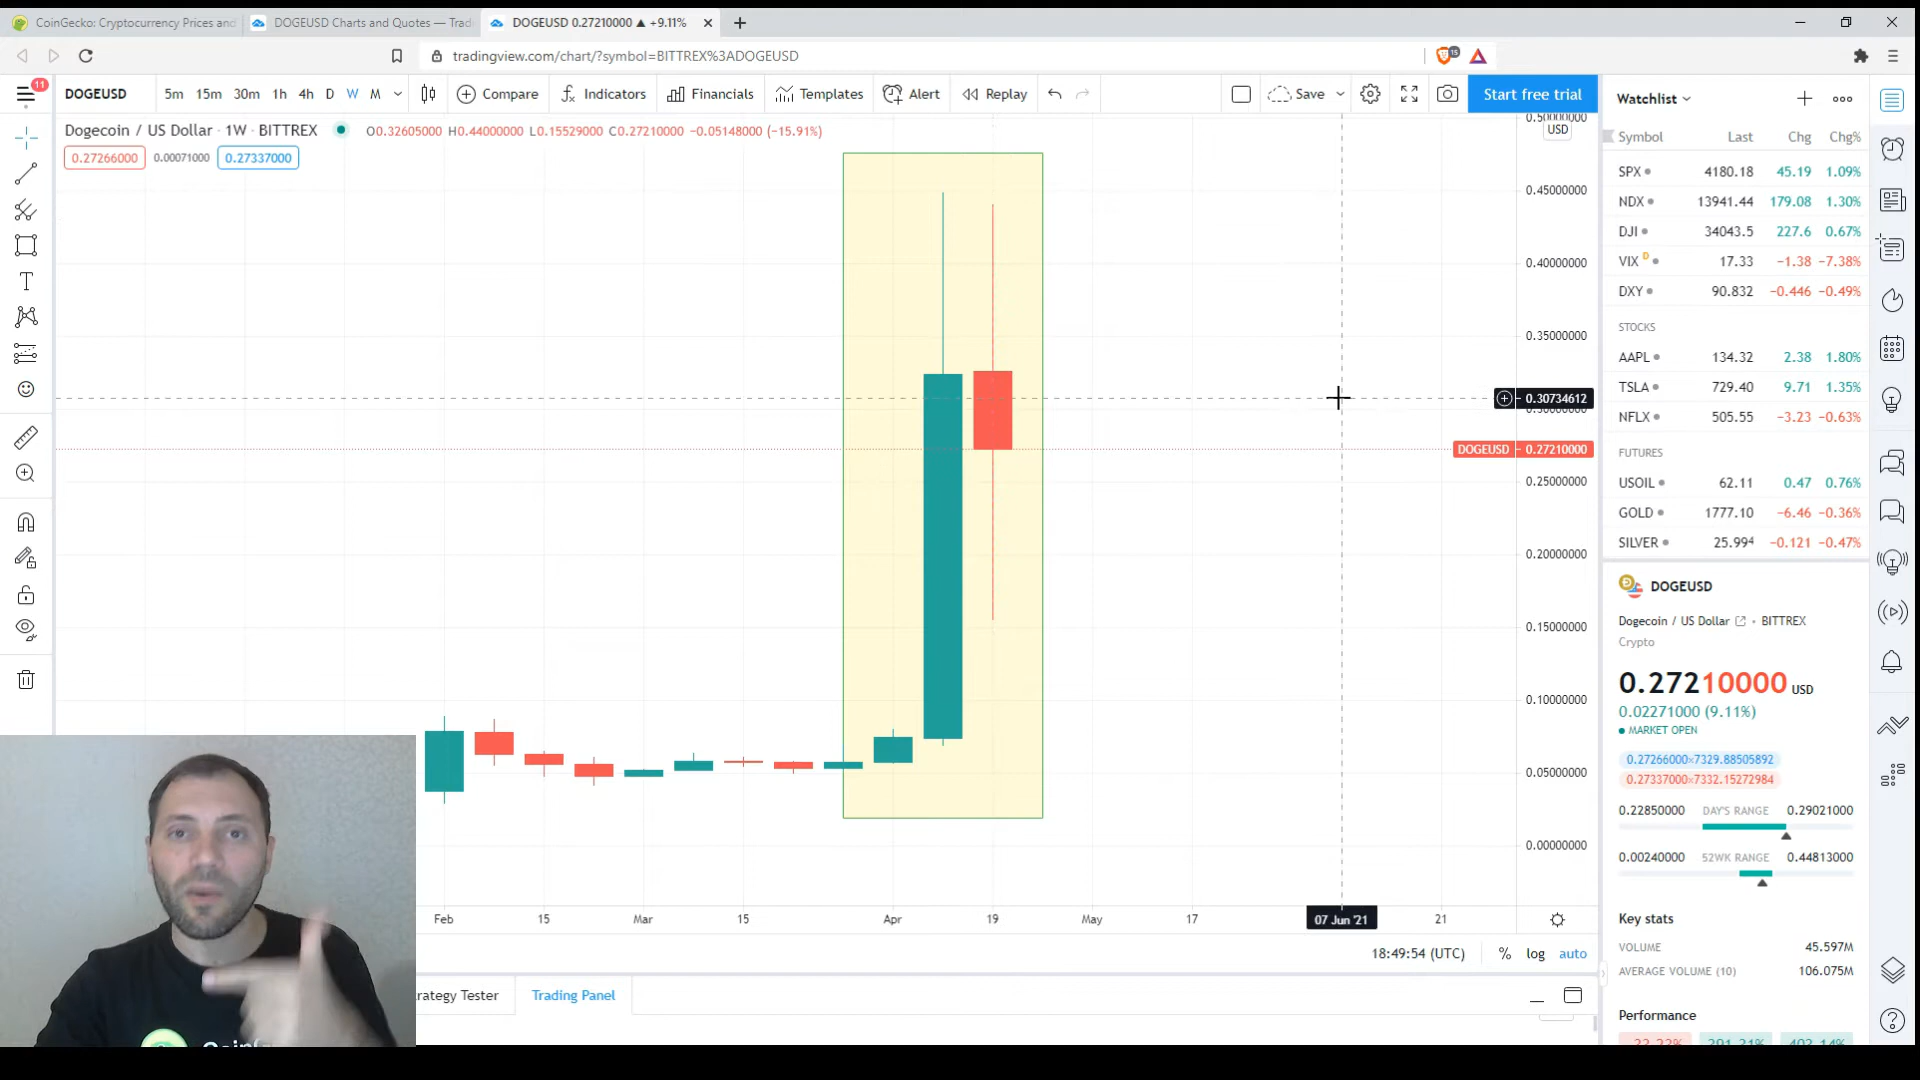 CoinGecko: Cryptocurrency Prices and
DOGEUSD Charts and Quotes — Trad
DOGEUSD 0.27210000 ▲ +9.11%
tradingview.com/chart/?symbol=BITTREX%3ADOGEUSD
15
11
DOGEUSD 5m 15m 30m 1h 4h D W M Compare Indicators Financials Templates Alert Replay Save Start free trial
Dogecoin / US Dollar · 1W · BITTREX O0.32605000 H0.44000000 L0.15529000 C0.27210000 −0.05148000 (−15.91%)
0.27266000 0.00071000 0.27337000
0.50000000
USD
0.45000000
0.40000000
0.35000000
0.30734612
0.30000000
DOGEUSD 0.27210000
0.25000000
0.20000000
0.15000000
0.10000000
0.05000000
0.00000000
Feb 15 Mar 15 Apr 19 May 17 07 Jun '21 21
18:49:54 (UTC) % log auto
rategy Tester Trading Panel
Watchlist
Symbol Last Chg Chg%
SPX 4180.18 45.19 1.09%
NDX 13941.44 179.08 1.30%
DJI 34043.5 227.6 0.67%
VIX D 17.33 −1.38 −7.38%
DXY 90.832 −0.446 −0.49%
STOCKS
AAPL 134.32 2.38 1.80%
TSLA 729.40 9.71 1.35%
NFLX 505.55 −3.23 −0.63%
FUTURES
USOIL 62.11 0.47 0.76%
GOLD 1777.10 −6.46 −0.36%
SILVER 25.994 −0.121 −0.47%
DOGEUSD
Dogecoin / US Dollar • BITTREX
Crypto
0.27210000 USD
0.02271000 (9.11%)
MARKET OPEN
0.27266000×7329.88505892
0.27337000×7332.15272984
0.22850000 DAY'S RANGE 0.29021000
0.00240000 52WK RANGE 0.44813000
Key stats
VOLUME 45.597M
AVERAGE VOLUME (10) 106.075M
Performance